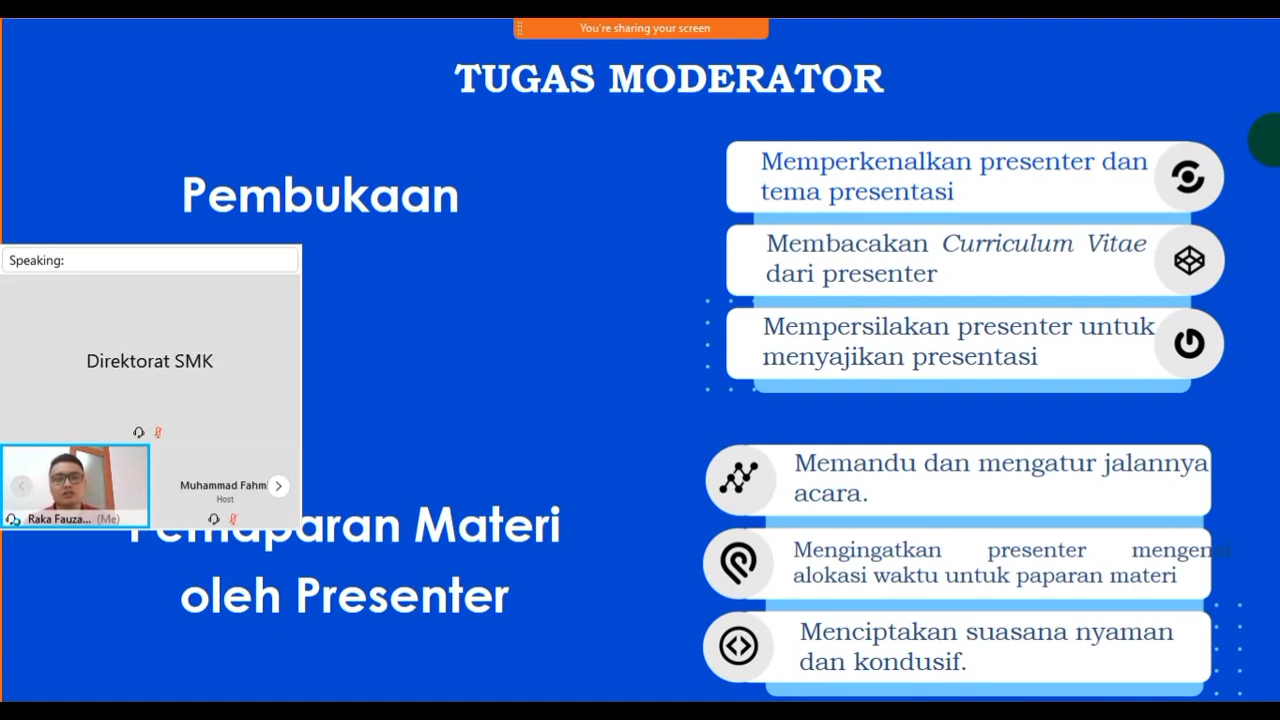 You're sharing your screen
TUGAS MODERATOR
Pembukaan
Memperkenalkan presenter dan
tema presentasi
Membacakan Curriculum Vitae
dari presenter
Mempersilakan presenter untuk
menyajikan presentasi
Speaking:
Direktorat SMK
Raka Fauza... (Me)
Muhammad Fahm
Host
Pemaparan Materi
oleh Presenter
Memandu dan mengatur jalannya
acara.
Mengingatkan presenter mengenai
alokasi waktu untuk paparan materi
Menciptakan suasana nyaman
dan kondusif.